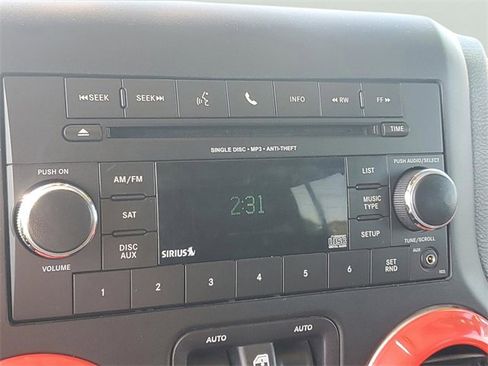 SEEK SEEK INFO RW FF
TIME
SINGLE DISC • MP3 • ANTI-THEFT
PUSH ON
PUSH AUDIO/SELECT
AM/FM
LIST
SAT
2:31
MUSIC TYPE
DISC AUX
SETUP
SIRIUS
VOLUME
TUNE/SCROLL
AUX
1 2 3 4 5 6
SET RND
AUTO AUTO